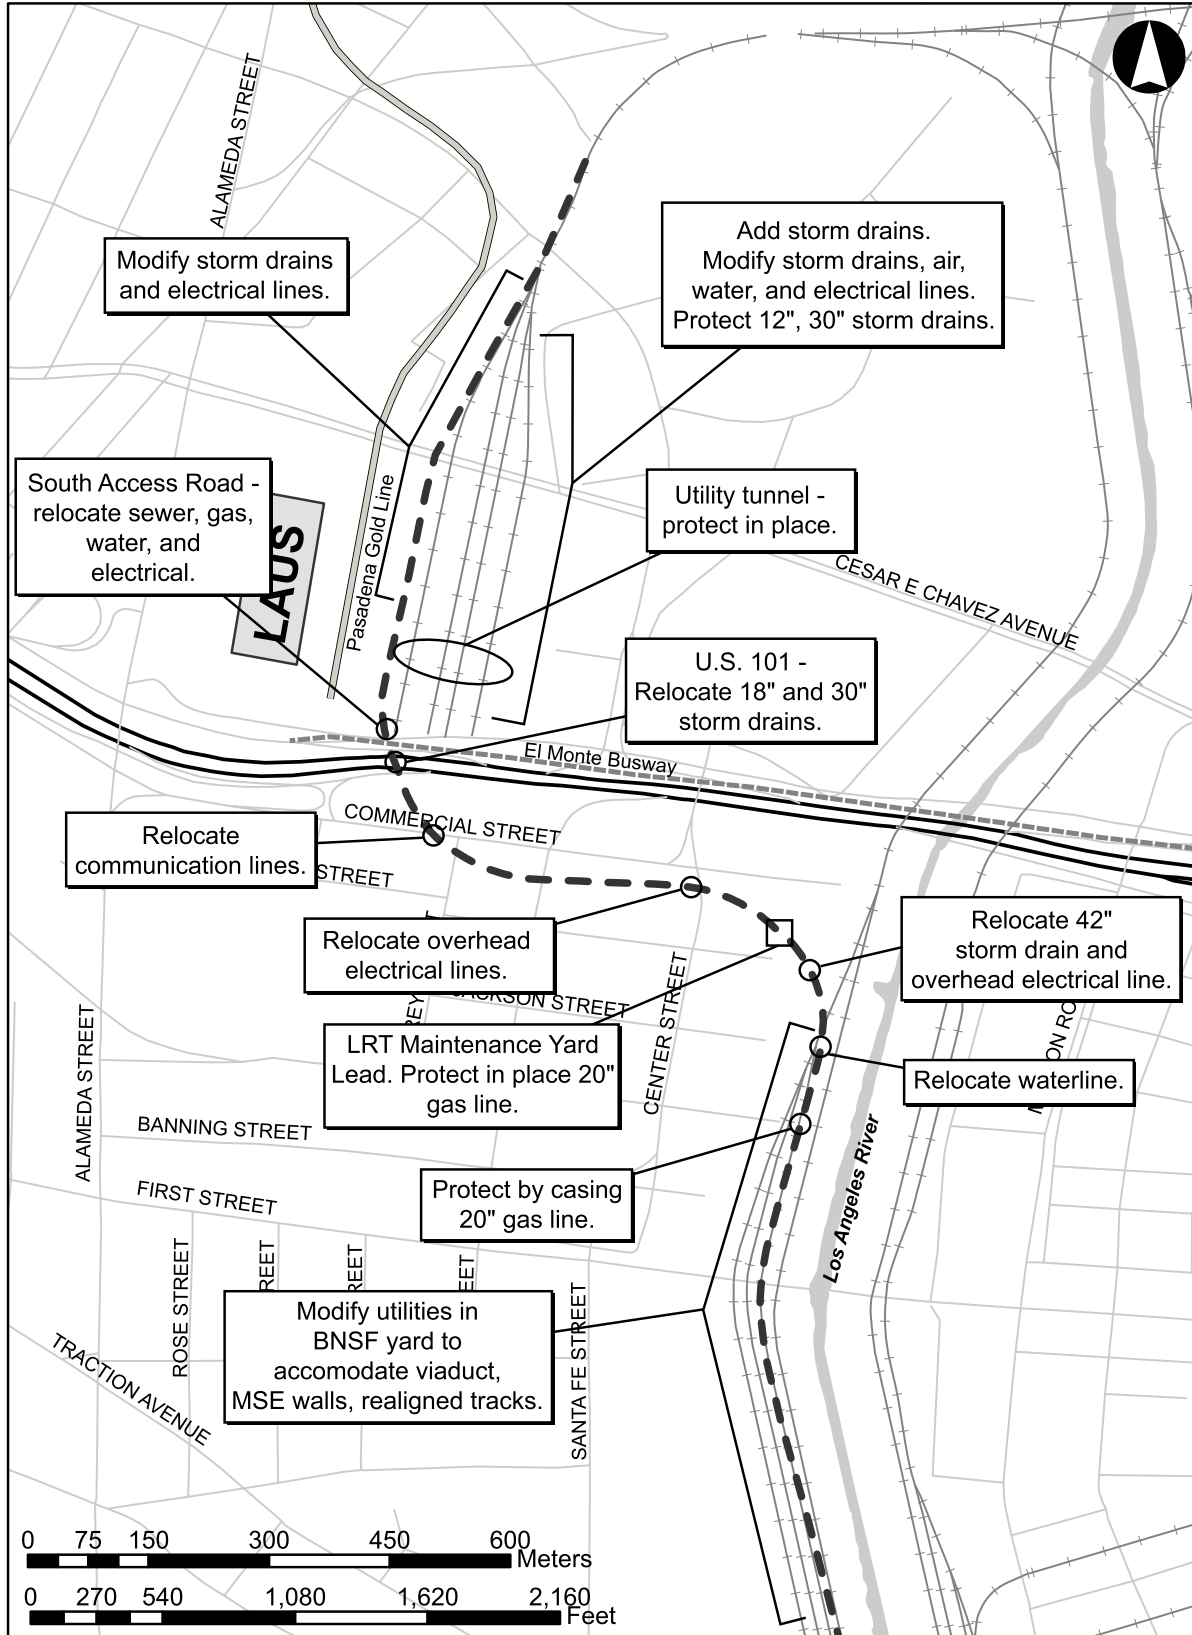 ALAMEDA STREET
Modify storm drains
and electrical lines.
Add storm drains.
Modify storm drains, air,
water, and electrical lines.
Protect 12", 30" storm drains.
South Access Road -
relocate sewer, gas,
water, and
electrical.
LAUS
Pasadena Gold Line
Utility tunnel -
protect in place.
CESAR E CHAVEZ AVENUE
U.S. 101 -
Relocate 18" and 30"
storm drains.
El Monte Busway
COMMERCIAL STREET
Relocate
communication lines.
STREET
Relocate overhead
electrical lines.
Relocate 42"
storm drain and
overhead electrical line.
STREET
CENTER STREET
LRT Maintenance Yard
Lead. Protect in place 20"
gas line.
Relocate waterline.
ALAMEDA STREET
BANNING STREET
Protect by casing
20" gas line.
FIRST STREET
Los Angeles River
ROSE STREET
Modify utilities in
BNSF yard to
accomodate viaduct,
MSE walls, realigned tracks.
SANTA FE STREET
TRACTION AVENUE
0 75 150 300 450 600
Meters
0 270 540 1,080 1,620 2,160
Feet